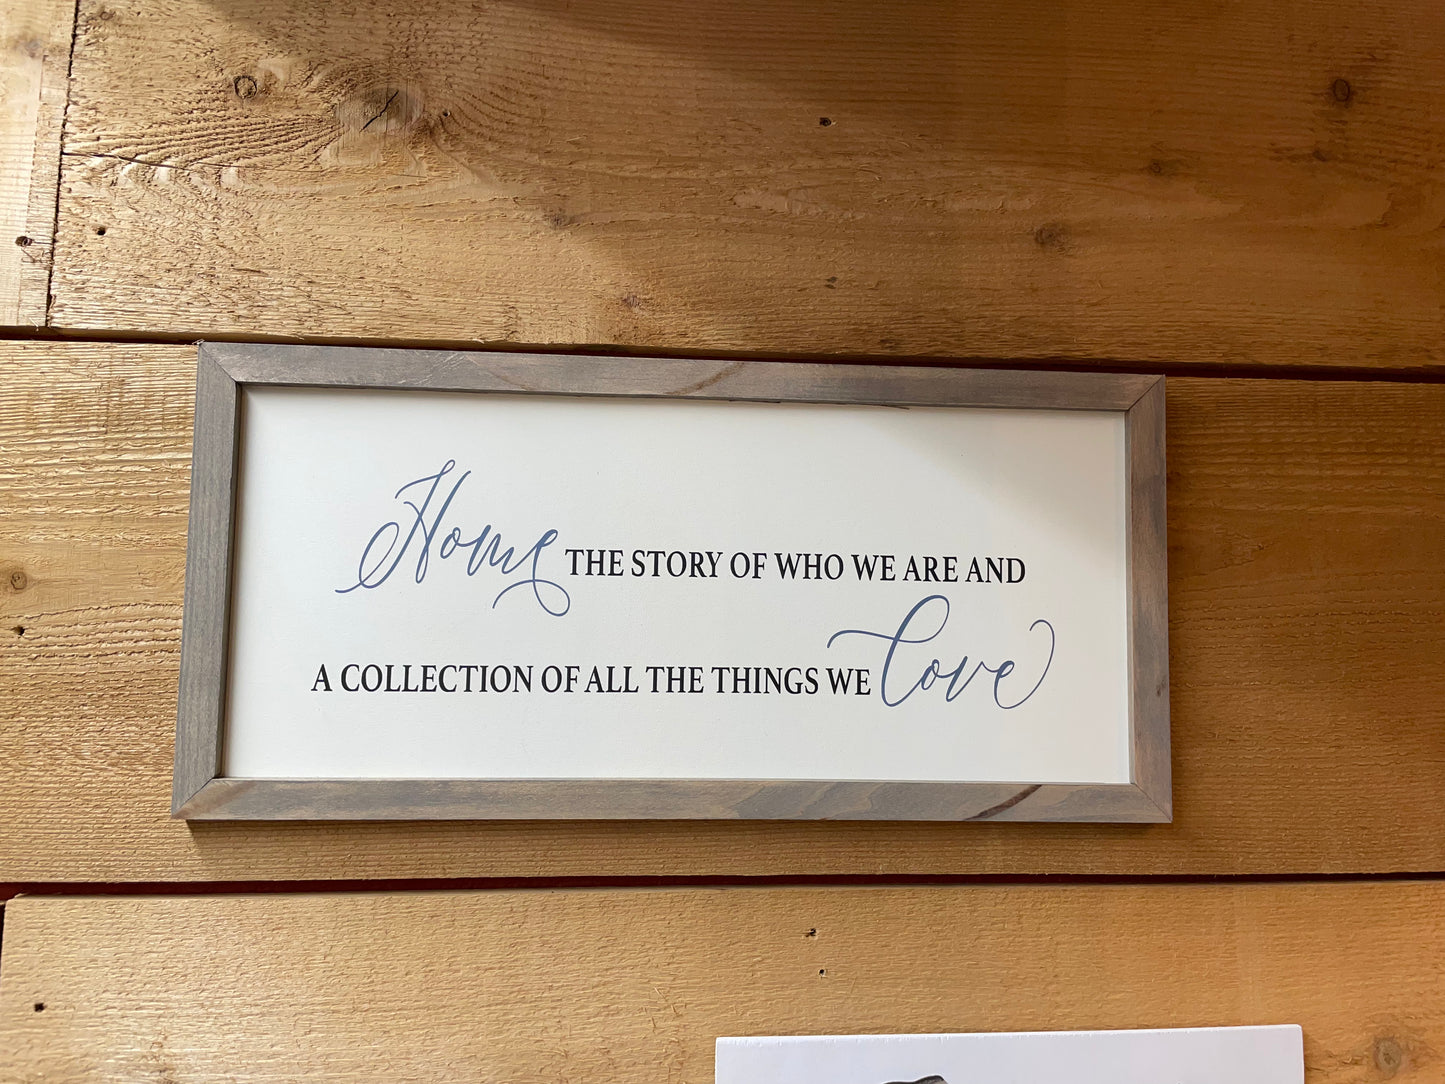 Home THE STORY OF WHO WE ARE AND
A COLLECTION OF ALL THE THINGS WE Love